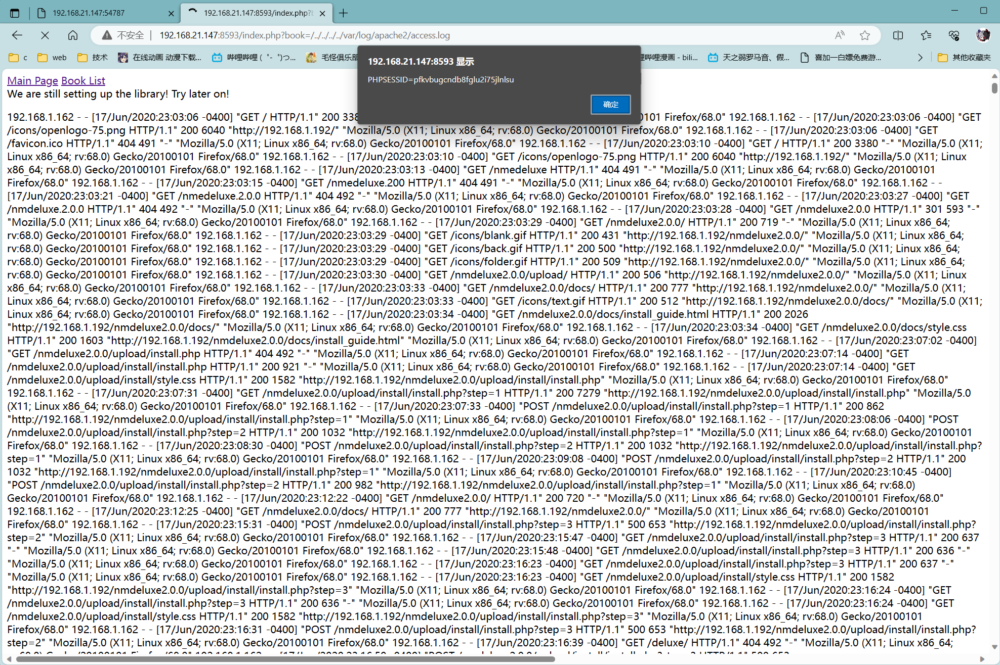 192.168.21.147:54787
192.168.21.147:8593/index.php?
不安全 192.168.21.147:8593/index.php?book=/../../../../var/log/apache2/access.log
c web 技术 在线动画 动漫下载... 哔哩哔哩 ( ゜- ゜)つ... 毛怪俱乐部 哩哔哩漫画 - bili... 天之弱罗马音、假... 喜加一白嫖免费游... 其他收藏夹
192.168.21.147:8593 显示
PHPSESSID=pfkvbugcndb8fglu2i75jlnlsu
确定
Main Page Book List
We are still setting up the library! Try later on!
192.168.1.162 - - [17/Jun/2020:23:03:06 -0400] "GET / HTTP/1.1" 200 338 0101 Firefox/68.0" 192.168.1.162 - - [17/Jun/2020:23:03:06 -0400] "GET
/icons/openlogo-75.png HTTP/1.1" 200 6040 "http://192.168.1.192/" "Mozilla/5.0 (X11; Linux x86_64; rv:68.0) Gecko/20100101 Firefox/68.0" 192.168.1.162 - - [17/Jun/2020:23:03:06 -0400] "GET
/favicon.ico HTTP/1.1" 404 491 "-" "Mozilla/5.0 (X11; Linux x86_64; rv:68.0) Gecko/20100101 Firefox/68.0" 192.168.1.162 - - [17/Jun/2020:23:03:10 -0400] "GET / HTTP/1.1" 200 3380 "-" "Mozilla/5.0 (X11;
Linux x86_64; rv:68.0) Gecko/20100101 Firefox/68.0" 192.168.1.162 - - [17/Jun/2020:23:03:10 -0400] "GET /icons/openlogo-75.png HTTP/1.1" 200 6040 "http://192.168.1.192/" "Mozilla/5.0 (X11; Linux
x86_64; rv:68.0) Gecko/20100101 Firefox/68.0" 192.168.1.162 - - [17/Jun/2020:23:03:13 -0400] "GET /nmedeluxe HTTP/1.1" 404 491 "-" "Mozilla/5.0 (X11; Linux x86_64; rv:68.0) Gecko/20100101
Firefox/68.0" 192.168.1.162 - - [17/Jun/2020:23:03:15 -0400] "GET /nmedeluxe.200 HTTP/1.1" 404 491 "-" "Mozilla/5.0 (X11; Linux x86_64; rv:68.0) Gecko/20100101 Firefox/68.0" 192.168.1.162 - -
[17/Jun/2020:23:03:21 -0400] "GET /nmedeluxe.2.0.0 HTTP/1.1" 404 492 "-" "Mozilla/5.0 (X11; Linux x86_64; rv:68.0) Gecko/20100101 Firefox/68.0" 192.168.1.162 - - [17/Jun/2020:23:03:27 -0400] "GET
/nmdeluxe.2.0.0 HTTP/1.1" 404 492 "-" "Mozilla/5.0 (X11; Linux x86_64; rv:68.0) Gecko/20100101 Firefox/68.0" 192.168.1.162 - - [17/Jun/2020:23:03:28 -0400] "GET /nmdeluxe2.0.0 HTTP/1.1" 301 593 "-"
"Mozilla/5.0 (X11; Linux x86_64; rv:68.0) Gecko/20100101 Firefox/68.0" 192.168.1.162 - - [17/Jun/2020:23:03:29 -0400] "GET /nmdeluxe2.0.0/ HTTP/1.1" 200 719 "-" "Mozilla/5.0 (X11; Linux x86_64;
rv:68.0) Gecko/20100101 Firefox/68.0" 192.168.1.162 - - [17/Jun/2020:23:03:29 -0400] "GET /icons/blank.gif HTTP/1.1" 200 431 "http://192.168.1.192/nmdeluxe2.0.0/" "Mozilla/5.0 (X11; Linux x86_64;
rv:68.0) Gecko/20100101 Firefox/68.0" 192.168.1.162 - - [17/Jun/2020:23:03:29 -0400] "GET /icons/back.gif HTTP/1.1" 200 500 "http://192.168.1.192/nmdeluxe2.0.0/" "Mozilla/5.0 (X11; Linux x86_64;
rv:68.0) Gecko/20100101 Firefox/68.0" 192.168.1.162 - - [17/Jun/2020:23:03:29 -0400] "GET /icons/folder.gif HTTP/1.1" 200 509 "http://192.168.1.192/nmdeluxe2.0.0/" "Mozilla/5.0 (X11; Linux x86_64;
rv:68.0) Gecko/20100101 Firefox/68.0" 192.168.1.162 - - [17/Jun/2020:23:03:30 -0400] "GET /nmdeluxe2.0.0/upload/ HTTP/1.1" 200 506 "http://192.168.1.192/nmdeluxe2.0.0/" "Mozilla/5.0 (X11; Linux
x86_64; rv:68.0) Gecko/20100101 Firefox/68.0" 192.168.1.162 - - [17/Jun/2020:23:03:33 -0400] "GET /nmdeluxe2.0.0/docs/ HTTP/1.1" 200 777 "http://192.168.1.192/nmdeluxe2.0.0/" "Mozilla/5.0 (X11; Linux
x86_64; rv:68.0) Gecko/20100101 Firefox/68.0" 192.168.1.162 - - [17/Jun/2020:23:03:33 -0400] "GET /icons/text.gif HTTP/1.1" 200 512 "http://192.168.1.192/nmdeluxe2.0.0/docs/" "Mozilla/5.0 (X11;
Linux x86_64; rv:68.0) Gecko/20100101 Firefox/68.0" 192.168.1.162 - - [17/Jun/2020:23:03:34 -0400] "GET /nmdeluxe2.0.0/docs/install_guide.html HTTP/1.1" 200 2026
"http://192.168.1.192/nmdeluxe2.0.0/docs/" "Mozilla/5.0 (X11; Linux x86_64; rv:68.0) Gecko/20100101 Firefox/68.0" 192.168.1.162 - - [17/Jun/2020:23:03:34 -0400] "GET /nmdeluxe2.0.0/docs/style.css
HTTP/1.1" 200 1603 "http://192.168.1.192/nmdeluxe2.0.0/docs/install_guide.html" "Mozilla/5.0 (X11; Linux x86_64; rv:68.0) Gecko/20100101 Firefox/68.0" 192.168.1.162 - - [17/Jun/2020:23:07:02 -0400]
"GET /nmdeluxe2.0.0/upload/install.php HTTP/1.1" 404 492 "-" "Mozilla/5.0 (X11; Linux x86_64; rv:68.0) Gecko/20100101 Firefox/68.0" 192.168.1.162 - - [17/Jun/2020:23:07:14 -0400] "GET
/nmdeluxe2.0.0/upload/install/install.php HTTP/1.1" 200 921 "-" "Mozilla/5.0 (X11; Linux x86_64; rv:68.0) Gecko/20100101 Firefox/68.0" 192.168.1.162 - - [17/Jun/2020:23:07:14 -0400] "GET
/nmdeluxe2.0.0/upload/install/style.css HTTP/1.1" 200 1582 "http://192.168.1.192/nmdeluxe2.0.0/upload/install/install.php" "Mozilla/5.0 (X11; Linux x86_64; rv:68.0) Gecko/20100101 Firefox/68.0"
192.168.1.162 - - [17/Jun/2020:23:07:31 -0400] "GET /nmdeluxe2.0.0/upload/install/install.php?step=1 HTTP/1.1" 200 7279 "http://192.168.1.192/nmdeluxe2.0.0/upload/install/install.php" "Mozilla/5.0
(X11; Linux x86_64; rv:68.0) Gecko/20100101 Firefox/68.0" 192.168.1.162 - - [17/Jun/2020:23:07:33 -0400] "POST /nmdeluxe2.0.0/upload/install/install.php?step=1 HTTP/1.1" 200 862
"http://192.168.1.192/nmdeluxe2.0.0/upload/install/install.php?step=1" "Mozilla/5.0 (X11; Linux x86_64; rv:68.0) Gecko/20100101 Firefox/68.0" 192.168.1.162 - - [17/Jun/2020:23:08:06 -0400] "POST
/nmdeluxe2.0.0/upload/install/install.php?step=2 HTTP/1.1" 200 1032 "http://192.168.1.192/nmdeluxe2.0.0/upload/install/install.php?step=1" "Mozilla/5.0 (X11; Linux x86_64; rv:68.0) Gecko/20100101
Firefox/68.0" 192.168.1.162 - - [17/Jun/2020:23:08:30 -0400] "POST /nmdeluxe2.0.0/upload/install/install.php?step=2 HTTP/1.1" 200 1032 "http://192.168.1.192/nmdeluxe2.0.0/upload/install/install.php?
step=1" "Mozilla/5.0 (X11; Linux x86_64; rv:68.0) Gecko/20100101 Firefox/68.0" 192.168.1.162 - - [17/Jun/2020:23:09:08 -0400] "POST /nmdeluxe2.0.0/upload/install/install.php?step=2 HTTP/1.1" 200
1032 "http://192.168.1.192/nmdeluxe2.0.0/upload/install/install.php?step=1" "Mozilla/5.0 (X11; Linux x86_64; rv:68.0) Gecko/20100101 Firefox/68.0" 192.168.1.162 - - [17/Jun/2020:23:10:45 -0400]
"POST /nmdeluxe2.0.0/upload/install/install.php?step=2 HTTP/1.1" 200 982 "http://192.168.1.192/nmdeluxe2.0.0/upload/install/install.php?step=1" "Mozilla/5.0 (X11; Linux x86_64; rv:68.0)
Gecko/20100101 Firefox/68.0" 192.168.1.162 - - [17/Jun/2020:23:12:22 -0400] "GET /nmdeluxe2.0.0/ HTTP/1.1" 200 720 "-" "Mozilla/5.0 (X11; Linux x86_64; rv:68.0) Gecko/20100101 Firefox/68.0"
192.168.1.162 - - [17/Jun/2020:23:12:25 -0400] "GET /nmdeluxe2.0.0/docs/ HTTP/1.1" 200 777 "http://192.168.1.192/nmdeluxe2.0.0/" "Mozilla/5.0 (X11; Linux x86_64; rv:68.0) Gecko/20100101
Firefox/68.0" 192.168.1.162 - - [17/Jun/2020:23:15:31 -0400] "POST /nmdeluxe2.0.0/upload/install/install.php?step=3 HTTP/1.1" 500 653 "http://192.168.1.192/nmdeluxe2.0.0/upload/install/install.php?
step=2" "Mozilla/5.0 (X11; Linux x86_64; rv:68.0) Gecko/20100101 Firefox/68.0" 192.168.1.162 - - [17/Jun/2020:23:15:47 -0400] "GET /nmdeluxe2.0.0/upload/install/install.php?step=3 HTTP/1.1" 200 637
"-" "Mozilla/5.0 (X11; Linux x86_64; rv:68.0) Gecko/20100101 Firefox/68.0" 192.168.1.162 - - [17/Jun/2020:23:15:48 -0400] "GET /nmdeluxe2.0.0/upload/install/install.php?step=3 HTTP/1.1" 200 636 "-"
"Mozilla/5.0 (X11; Linux x86_64; rv:68.0) Gecko/20100101 Firefox/68.0" 192.168.1.162 - - [17/Jun/2020:23:16:23 -0400] "GET /nmdeluxe2.0.0/upload/install/install.php?step=3 HTTP/1.1" 200 637 "-"
"Mozilla/5.0 (X11; Linux x86_64; rv:68.0) Gecko/20100101 Firefox/68.0" 192.168.1.162 - - [17/Jun/2020:23:16:23 -0400] "GET /nmdeluxe2.0.0/upload/install/style.css HTTP/1.1" 200 1582
"http://192.168.1.192/nmdeluxe2.0.0/upload/install/install.php?step=3" "Mozilla/5.0 (X11; Linux x86_64; rv:68.0) Gecko/20100101 Firefox/68.0" 192.168.1.162 - - [17/Jun/2020:23:16:24 -0400] "GET
/nmdeluxe2.0.0/upload/install/install.php?step=3 HTTP/1.1" 200 636 "-" "Mozilla/5.0 (X11; Linux x86_64; rv:68.0) Gecko/20100101 Firefox/68.0" 192.168.1.162 - - [17/Jun/2020:23:16:24 -0400] "GET
/nmdeluxe2.0.0/upload/install/style.css HTTP/1.1" 200 1582 "http://192.168.1.192/nmdeluxe2.0.0/upload/install/install.php?step=3" "Mozilla/5.0 (X11; Linux x86_64; rv:68.0) Gecko/20100101
Firefox/68.0" 192.168.1.162 - - [17/Jun/2020:23:16:31 -0400] "POST /nmdeluxe2.0.0/upload/install/install.php?step=3 HTTP/1.1" 500 653 "http://192.168.1.192/nmdeluxe2.0.0/upload/install/install.php?
step=2" "Mozilla/5.0 (X11; Linux x86_64; rv:68.0) Gecko/20100101 Firefox/68.0" 192.168.1.162 - - [17/Jun/2020:23:16:39 -0400] "GET /deluxe/ HTTP/1.1" 404 492 "-" "Mozilla/5.0 (X11; Linux x86_64;